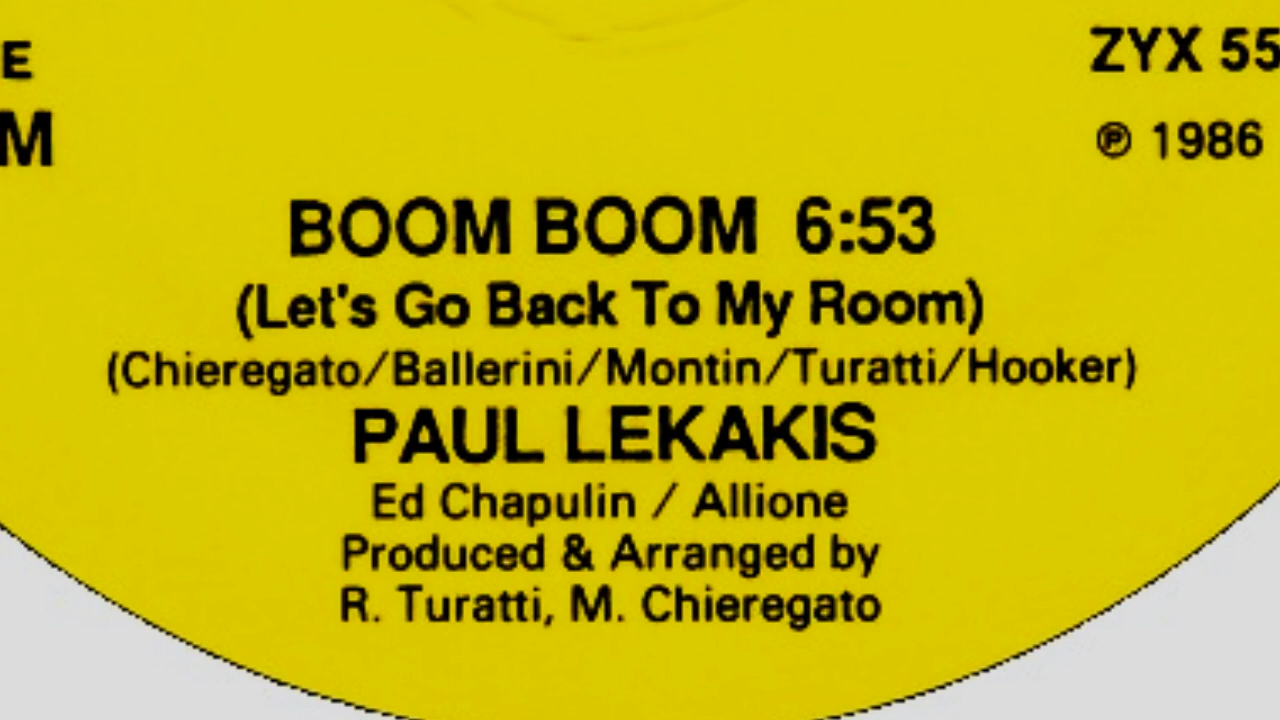 E
ZYX 55
M
℗ 1986
BOOM BOOM 6:53
(Let's Go Back To My Room)
(Chieregato/Ballerini/Montin/Turatti/Hooker)
PAUL LEKAKIS
Ed Chapulin / Allione
Produced & Arranged by
R. Turatti, M. Chieregato